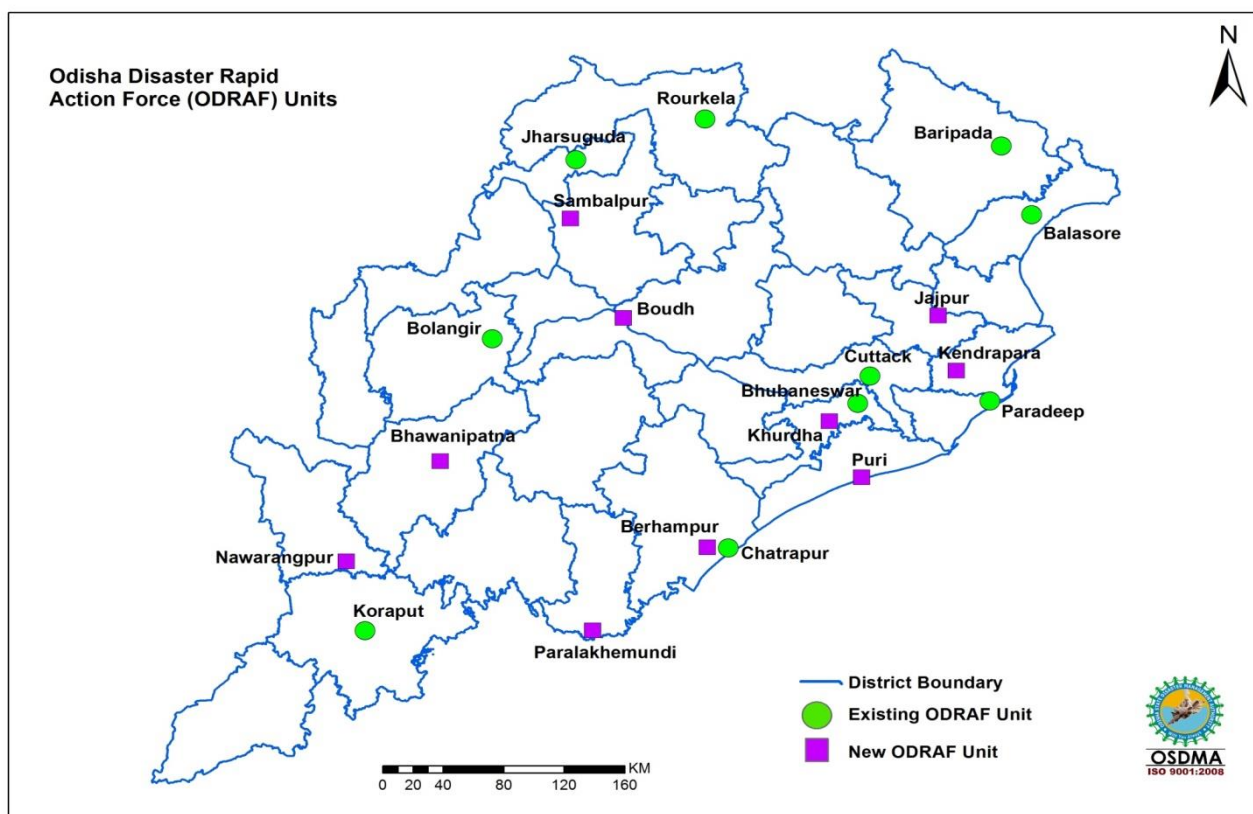 N
Odisha Disaster Rapid
Action Force (ODRAF) Units
Rourkela
Jharsuguda
Baripada
Sambalpur
Balasore
Jajpur
Boudh
Bolangir
Cuttack
Kendrapara
Bhubaneswar
Paradeep
Khurdha
Bhawanipatna
Puri
Berhampur
Nawarangpur
Chatrapur
Koraput
Paralakhemundi
District Boundary
Existing ODRAF Unit
New ODRAF Unit
KM
0 20 40 80 120 160
OSDMA
ISO 9001:2008